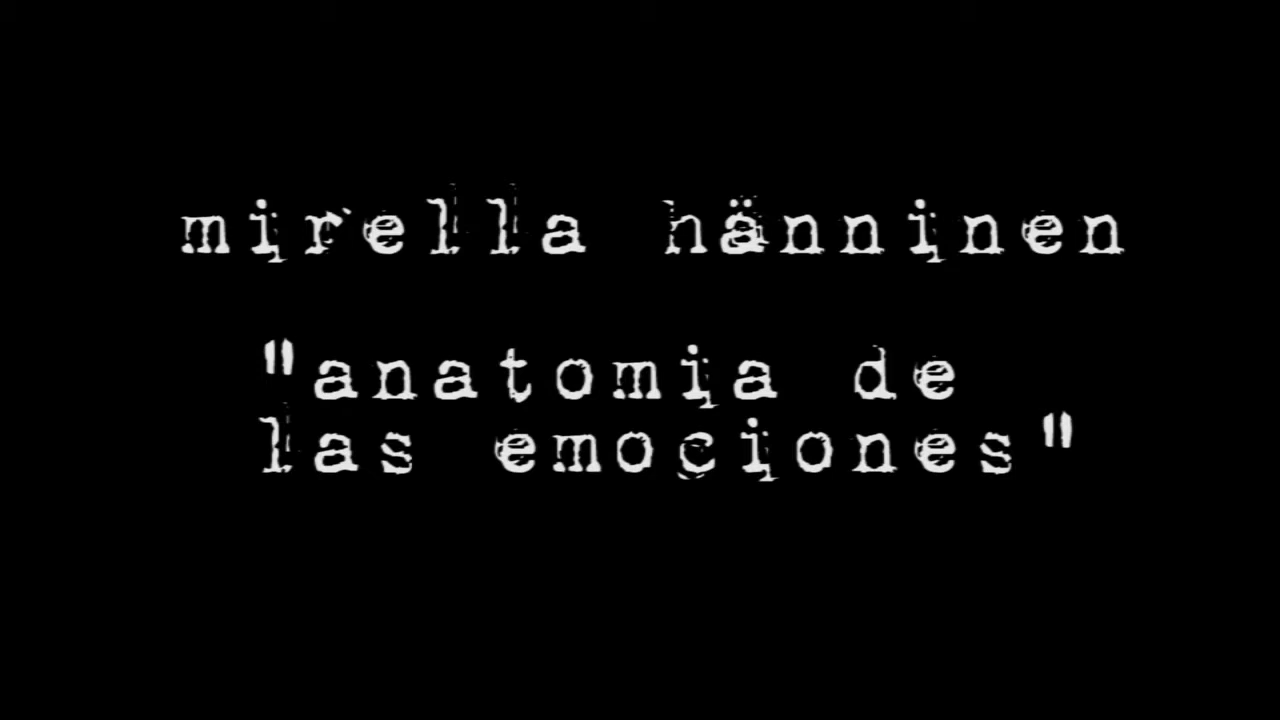 mirella hänninen
"anatomia de
las emociones"